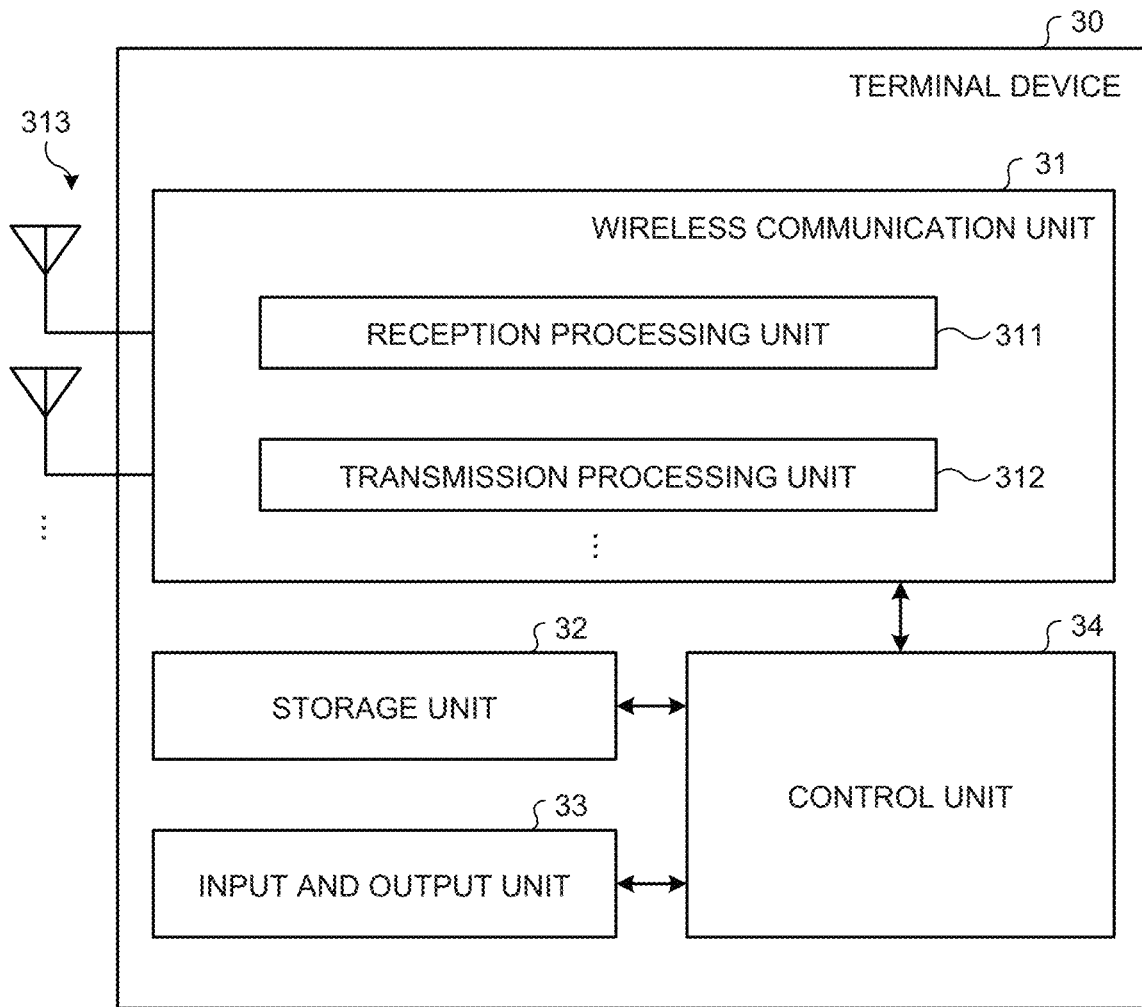 30
TERMINAL DEVICE
313
31
WIRELESS COMMUNICATION UNIT
RECEPTION PROCESSING UNIT
311
TRANSMISSION PROCESSING UNIT
312
32
34
STORAGE UNIT
CONTROL UNIT
33
INPUT AND OUTPUT UNIT